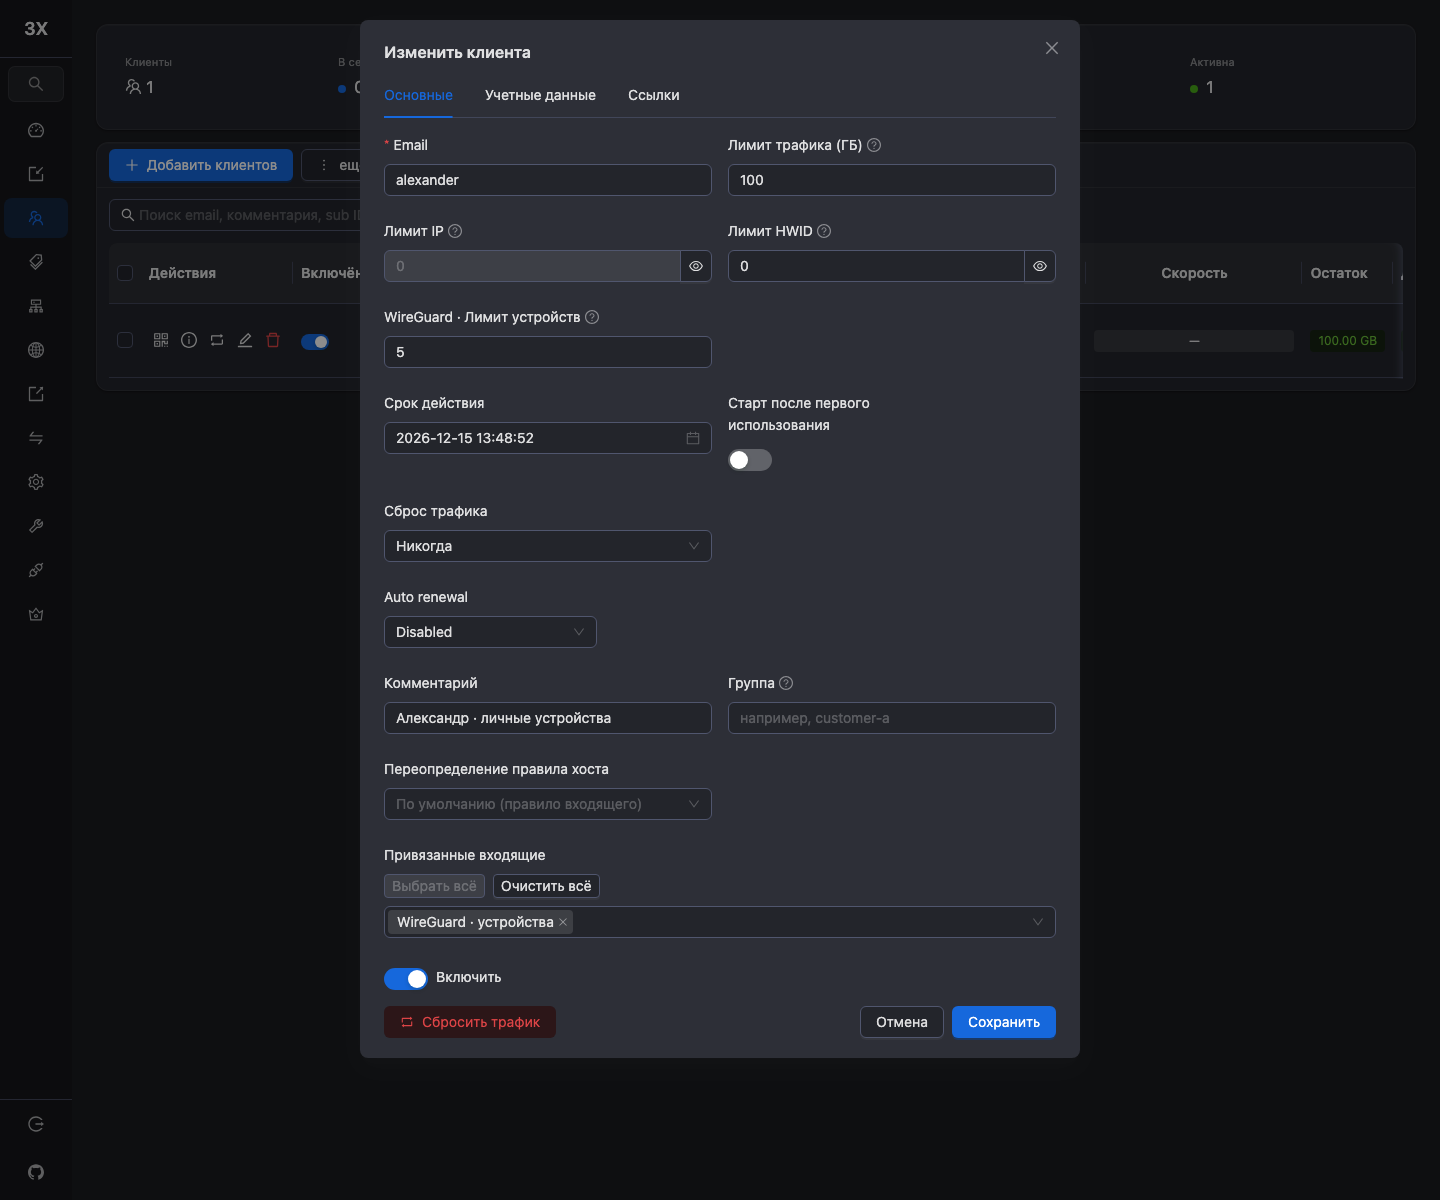 3X
Клиенты
1
В се
Активна
1
Добавить клиентов
ещ
Поиск email, комментария, sub I
Действия
Включён
Скорость
Остаток
—
100.00 GB
Изменить клиента
Основные
Учетные данные
Ссылки
* Email
Лимит трафика (ГБ)
alexander
100
Лимит IP
Лимит HWID
0
0
WireGuard · Лимит устройств
5
Срок действия
Старт после первого
использования
2026-12-15 13:48:52
Сброс трафика
Никогда
Auto renewal
Disabled
Комментарий
Группа
Александр · личные устройства
например, customer-a
Переопределение правила хоста
По умолчанию (правило входящего)
Привязанные входящие
Выбрать всё
Очистить всё
WireGuard · устройства
Включить
Сбросить трафик
Отмена
Сохранить